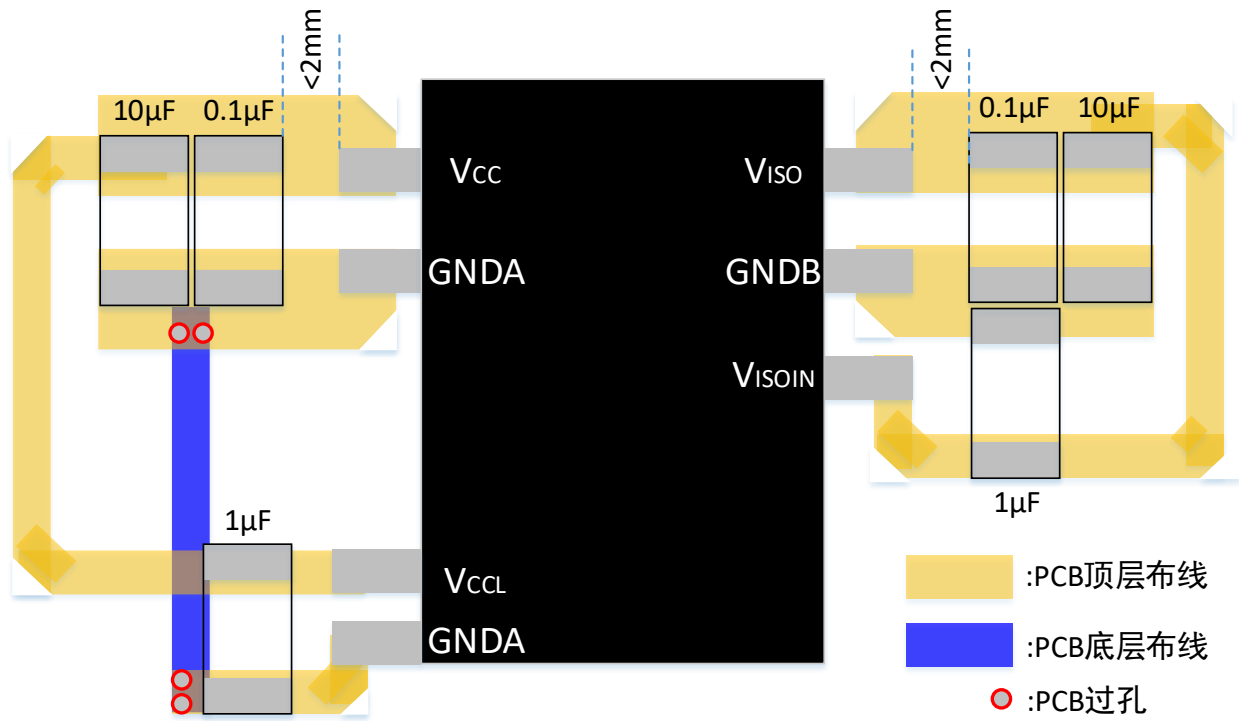 <2mm
<2mm
10µF 0.1µF
0.1µF 10µF
VCC
VISO
GNDA
GNDB
VISOIN
1µF
1µF
VCCL
GNDA
:PCB顶层布线
:PCB底层布线
:PCB过孔